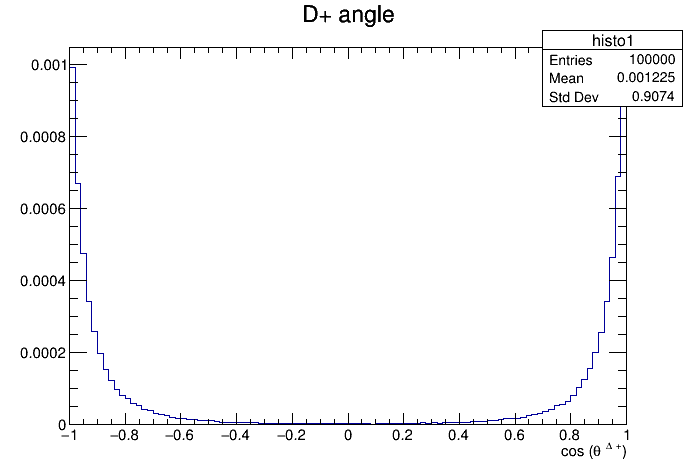 D+ angle
histo1
Entries 100000
Mean 0.001225
Std Dev 0.9074
0.001
0.0008
0.0006
0.0004
0.0002
0
−1 −0.8 −0.6 −0.4 −0.2 0 0.2 0.4 0.6 0.8 1
cos (θ Δ +)